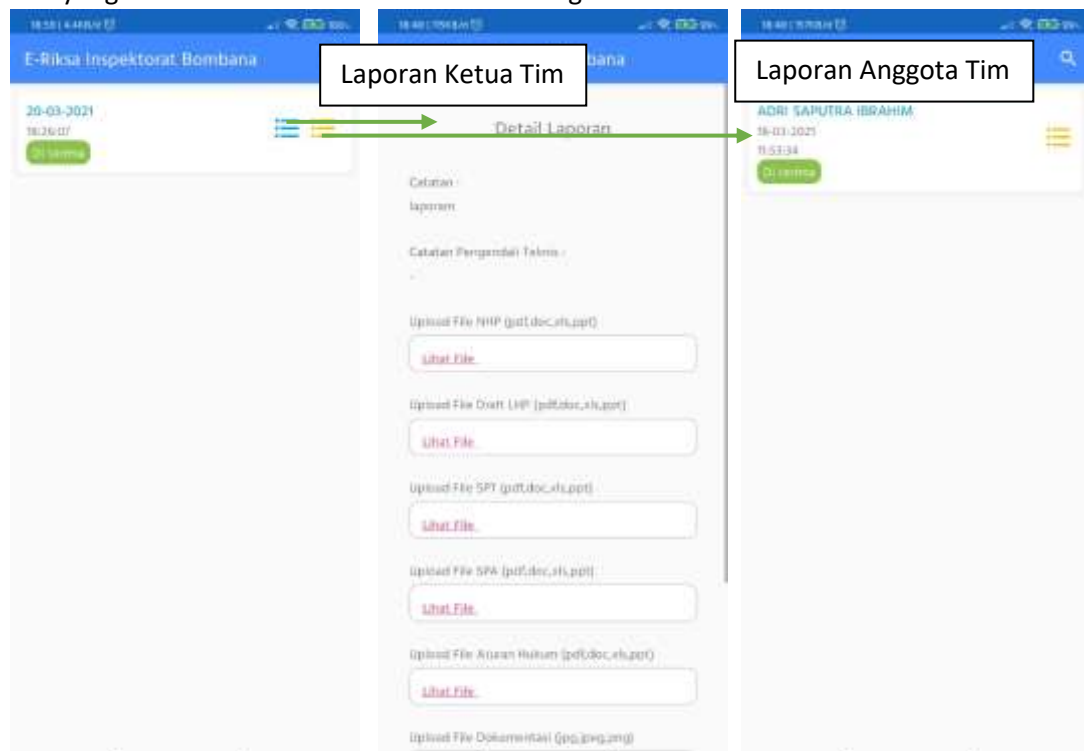 E-Riksa Inspektorat Bombana
20-03-2021
18:26:07
Di terima
Laporan Ketua Tim
bana
Detail Laporan
Catatan :
laporan
Catatan Pengendali Teknis :
-
Upload File NHP (pdf,doc,xls,ppt)
Lihat File
Upload File Draft LHP (pdf,doc,xls,ppt)
Lihat File
Upload File SPT (pdf,doc,xls,ppt)
Lihat File
Upload File SPA (pdf,doc,xls,ppt)
Lihat File
Upload File Aturan Hukum (pdf,doc,xls,ppt)
Lihat File
Upload File Dokumentasi (jpg,jpeg,png)
Laporan Anggota Tim
ADRI SAPUTRA IBRAHIM
18-03-2021
11:53:34
Di terima